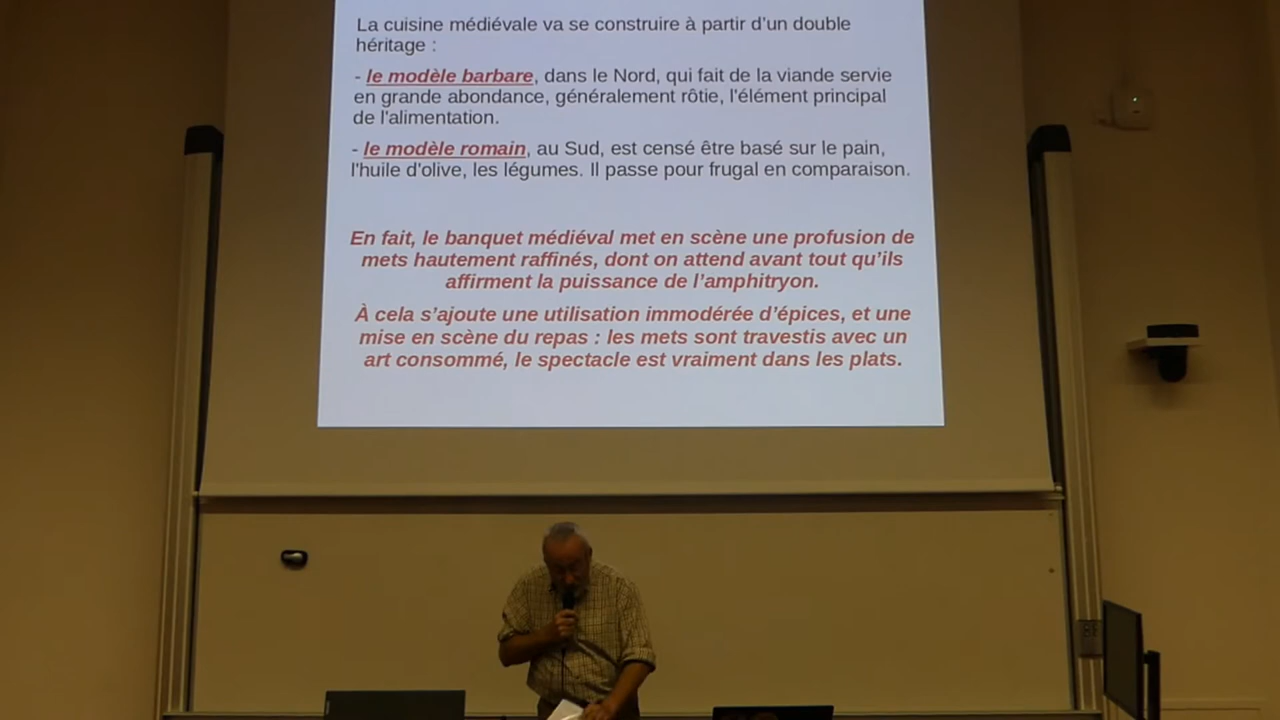 La cuisine médiévale va se construire à partir d'un double
héritage :
- le modèle barbare, dans le Nord, qui fait de la viande servie
en grande abondance, généralement rôtie, l'élément principal
de l'alimentation.
- le modèle romain, au Sud, est censé être basé sur le pain,
l'huile d'olive, les légumes. Il passe pour frugal en comparaison.
En fait, le banquet médiéval met en scène une profusion de
mets hautement raffinés, dont on attend avant tout qu’ils
affirment la puissance de l’amphitryon.
À cela s’ajoute une utilisation immodérée d’épices, et une
mise en scène du repas : les mets sont travestis avec un
art consommé, le spectacle est vraiment dans les plats.